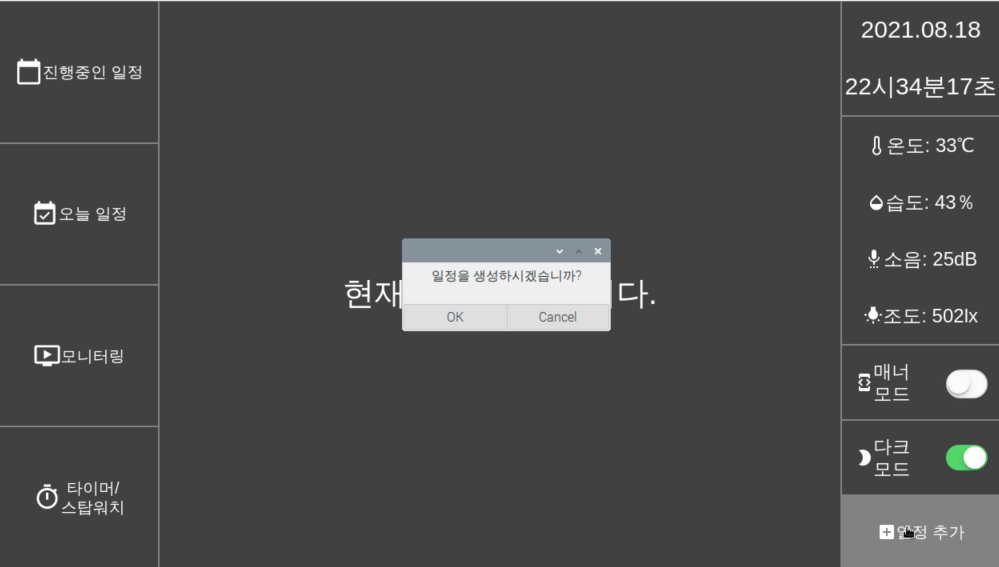 진행중인 일정
오늘 일정
모니터링
타이머/
스탑워치
현재
다.
일정을 생성하시겠습니까?
OK
Cancel
2021.08.18
22시34분17초
온도: 33℃
습도: 43%
소음: 25dB
조도: 502lx
매너
모드
다크
모드
추가